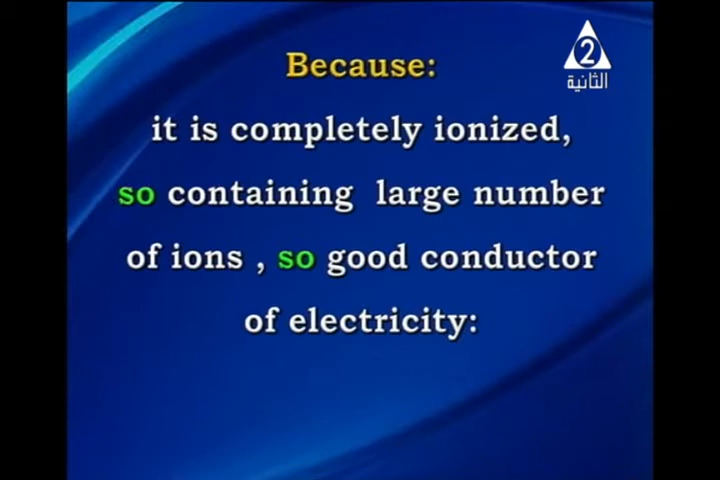 Because:
2
الثانية
it is completely ionized,
so containing large number
of ions , so good conductor
of electricity: